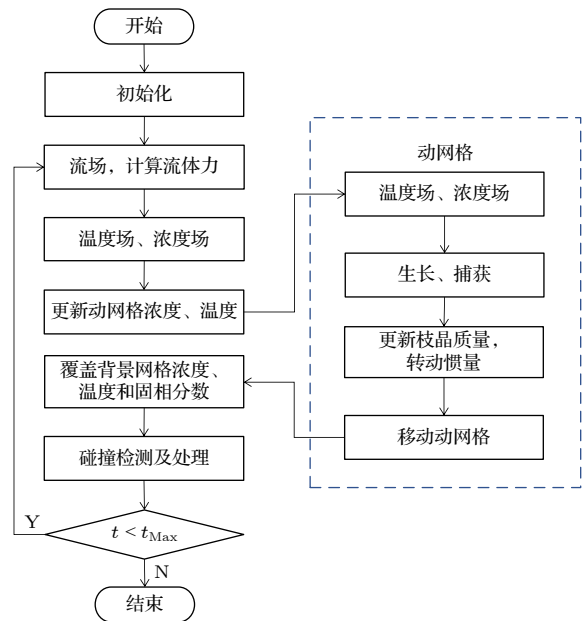 开始
初始化
流场，计算流体力
温度场、浓度场
更新动网格浓度、温度
动网格
温度场、浓度场
生长、捕获
更新枝晶质量，
转动惯量
移动动网格
覆盖背景网格浓度、
温度和固相分数
碰撞检测及处理
t < tMax
Y
N
结束